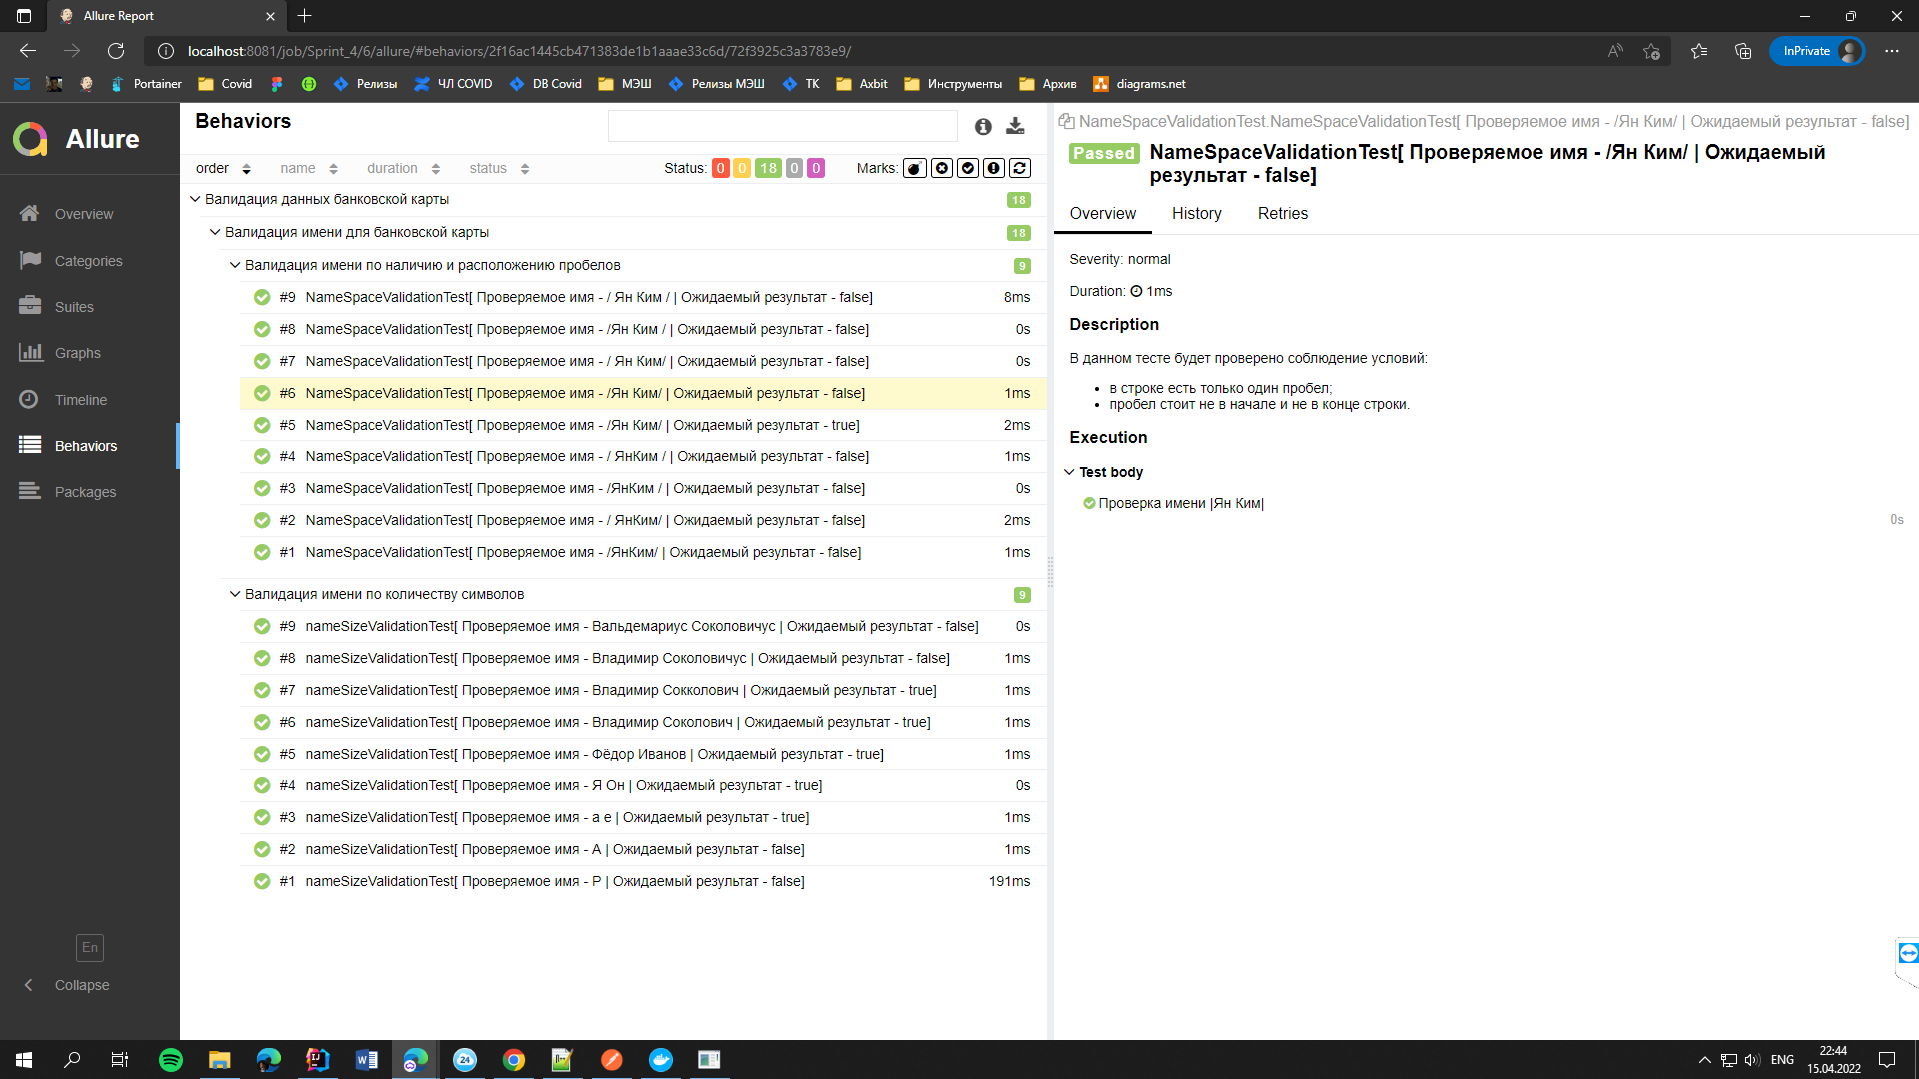 Allure Report
localhost:8081/job/Sprint_4/6/allure/#behaviors/2f16ac1445cb471383de1b1aaae33c6d/72f3925c3a3783e9/
InPrivate
Portainer
Covid
Релизы
ЧЛ COVID
DB Covid
МЭШ
Релизы МЭШ
ТК
Axbit
Инструменты
Архив
diagrams.net
Allure
Overview
Categories
Suites
Graphs
Timeline
Behaviors
Packages
En
Collapse
Behaviors
order name duration status Status: 0 0 18 0 0 Marks:
Валидация данных банковской карты 18
Валидация имени для банковской карты 18
Валидация имени по наличию и расположению пробелов 9
#9 NameSpaceValidationTest[ Проверяемое имя - / Ян Ким / | Ожидаемый результат - false] 8ms
#8 NameSpaceValidationTest[ Проверяемое имя - /Ян Ким / | Ожидаемый результат - false] 0s
#7 NameSpaceValidationTest[ Проверяемое имя - / Ян Ким/ | Ожидаемый результат - false] 0s
#6 NameSpaceValidationTest[ Проверяемое имя - /Ян Ким/ | Ожидаемый результат - false] 1ms
#5 NameSpaceValidationTest[ Проверяемое имя - /Ян Ким/ | Ожидаемый результат - true] 2ms
#4 NameSpaceValidationTest[ Проверяемое имя - / ЯнКим / | Ожидаемый результат - false] 1ms
#3 NameSpaceValidationTest[ Проверяемое имя - /ЯнКим / | Ожидаемый результат - false] 0s
#2 NameSpaceValidationTest[ Проверяемое имя - / ЯнКим/ | Ожидаемый результат - false] 2ms
#1 NameSpaceValidationTest[ Проверяемое имя - /ЯнКим/ | Ожидаемый результат - false] 1ms
Валидация имени по количеству символов 9
#9 nameSizeValidationTest[ Проверяемое имя - Вальдемариус Соколовичус | Ожидаемый результат - false] 0s
#8 nameSizeValidationTest[ Проверяемое имя - Владимир Соколовичус | Ожидаемый результат - false] 1ms
#7 nameSizeValidationTest[ Проверяемое имя - Владимир Сокколович | Ожидаемый результат - true] 1ms
#6 nameSizeValidationTest[ Проверяемое имя - Владимир Соколович | Ожидаемый результат - true] 1ms
#5 nameSizeValidationTest[ Проверяемое имя - Фёдор Иванов | Ожидаемый результат - true] 1ms
#4 nameSizeValidationTest[ Проверяемое имя - Я Он | Ожидаемый результат - true] 0s
#3 nameSizeValidationTest[ Проверяемое имя - а е | Ожидаемый результат - true] 1ms
#2 nameSizeValidationTest[ Проверяемое имя - А | Ожидаемый результат - false] 1ms
#1 nameSizeValidationTest[ Проверяемое имя - Р | Ожидаемый результат - false] 191ms
NameSpaceValidationTest.NameSpaceValidationTest[ Проверяемое имя - /Ян Ким/ | Ожидаемый результат - false]
Passed NameSpaceValidationTest[ Проверяемое имя - /Ян Ким/ | Ожидаемый
результат - false]
Overview History Retries
Severity: normal
Duration: 1ms
Description
В данном тесте будет проверено соблюдение условий:
• в строке есть только один пробел;
• пробел стоит не в начале и не в конце строки.
Execution
Test body
Проверка имени |Ян Ким|
0s
24
ENG
22:44
15.04.2022